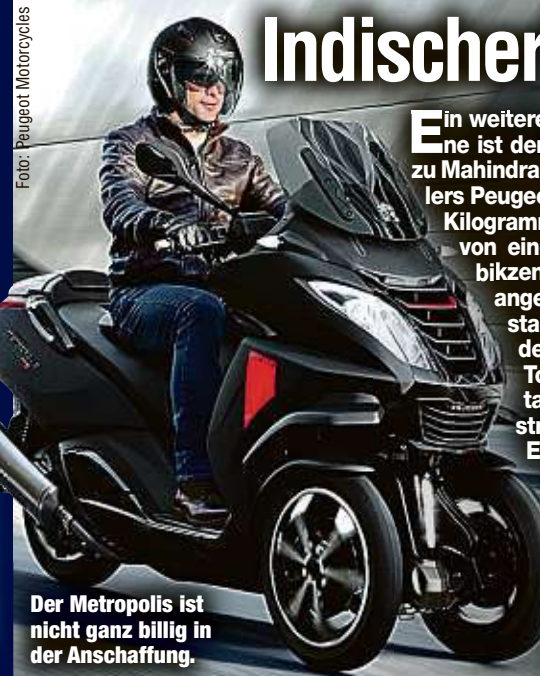 Foto: Peugeot Motorcycles
Indischer
Ein weitere
ne ist der
zu Mahindra
lers Peugeo
Kilogramm
von ein
bikzen
ange
sta
de
To
ta
str
E
Der Metropolis ist
nicht ganz billig in
der Anschaffung.